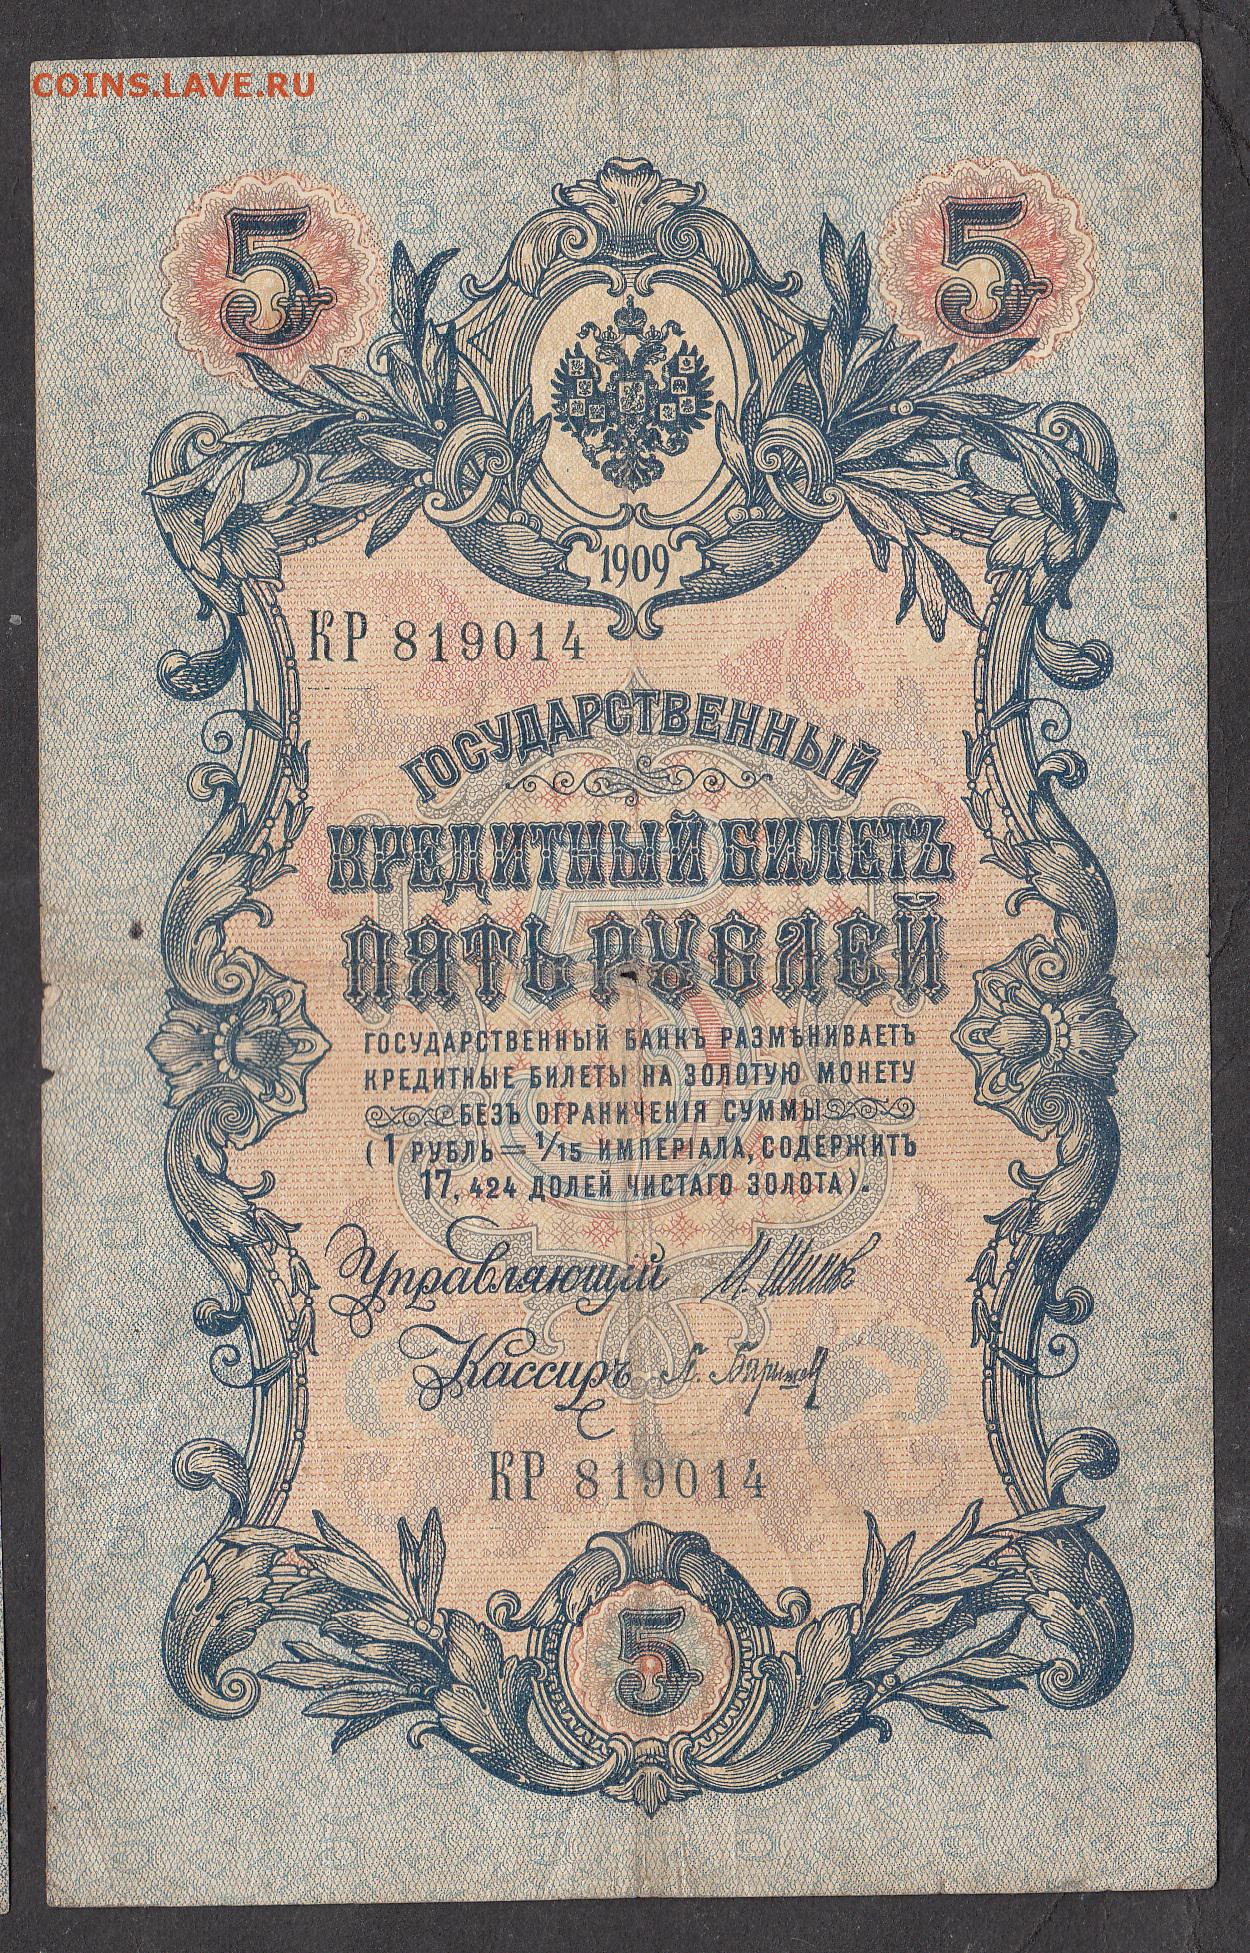 COINS.LAVE.RU
5 5
1909
КР 819014
ГОСУДАРСТВЕННЫЙ
КРЕДИТНЫЙ БИЛЕТЪ
ПЯТЬ РУБЛЕЙ
ГОСУДАРСТВЕННЫЙ БАНКЪ РАЗМѢНИВАЕТЪ
КРЕДИТНЫЕ БИЛЕТЫ НА ЗОЛОТУЮ МОНЕТУ
БЕЗЪ ОГРАНИЧЕНІЯ СУММЫ
(1 РУБЛЬ = 1/15 ИМПЕРІАЛА, СОДЕРЖИТЪ
17,424 ДОЛЕЙ ЧИСТАГО ЗОЛОТА).
Управляющій И. Шиповъ
Кассиръ
КР 819014
5